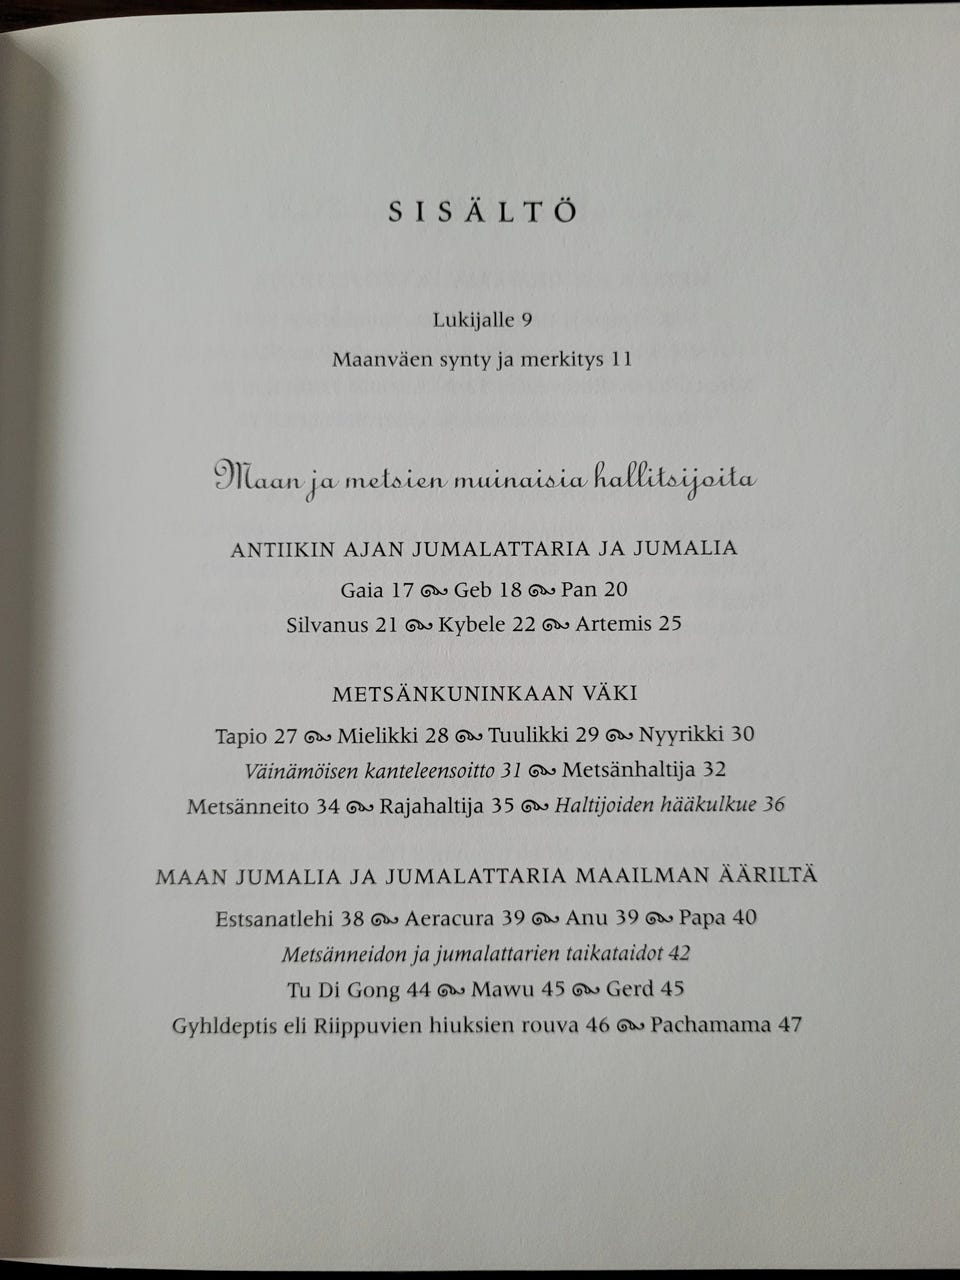 SISÄLTÖ
Lukijalle 9
Maanväen synty ja merkitys 11
Maan ja metsien muinaisia hallitsijoita
ANTIIKIN AJAN JUMALATTARIA JA JUMALIA
Gaia 17 Geb 18 Pan 20
Silvanus 21 Kybele 22 Artemis 25
METSÄNKUNINKAAN VÄKI
Tapio 27 Mielikki 28 Tuulikki 29 Nyyrikki 30
Väinämöisen kanteleensoitto 31 Metsänhaltija 32
Metsänneito 34 Rajahaltija 35 Haltijoiden hääkulkue 36
MAAN JUMALIA JA JUMALATTARIA MAAILMAN ÄÄRILTÄ
Estsanatlehi 38 Aeracura 39 Anu 39 Papa 40
Metsänneidon ja jumalattarien taikataidot 42
Tu Di Gong 44 Mawu 45 Gerd 45
Gyhldeptis eli Riippuvien hiuksien rouva 46 Pachamama 47